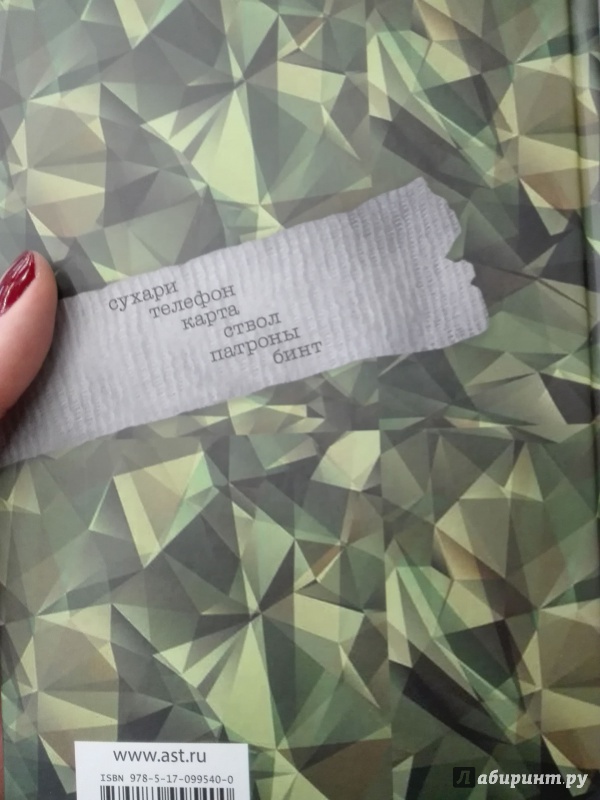 сухари
телефон
карта
ствол
патроны
бинт
www.ast.ru
ISBN 978-5-17-099540-0
Лабиринт.ру